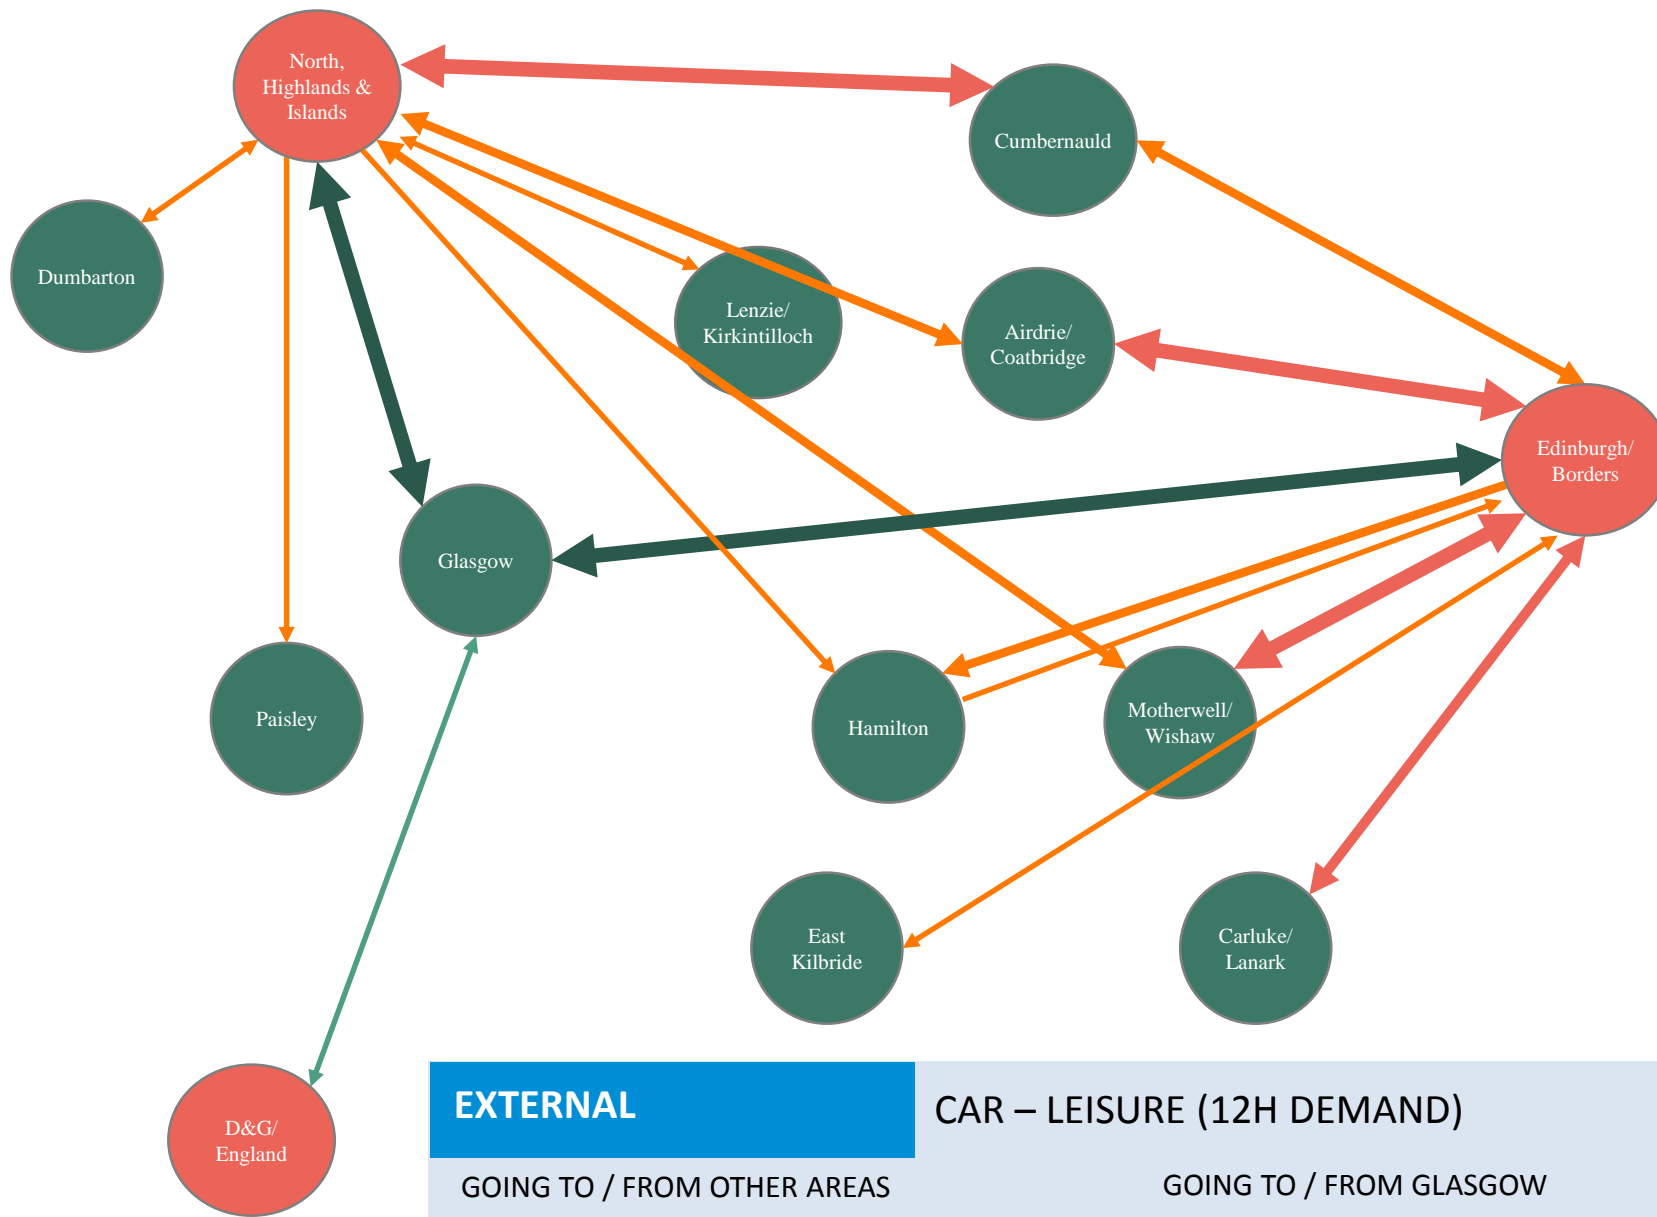 North,
Highlands &
Islands
Cumbernauld
Dumbarton
Lenzie/
Kirkintilloch
Airdrie/
Coatbridge
Edinburgh/
Borders
Glasgow
Paisley
Hamilton
Motherwell/
Wishaw
East
Kilbride
Carluke/
Lanark
D&G/
England
EXTERNAL
CAR – LEISURE (12H DEMAND)
GOING TO / FROM OTHER AREAS
GOING TO / FROM GLASGOW